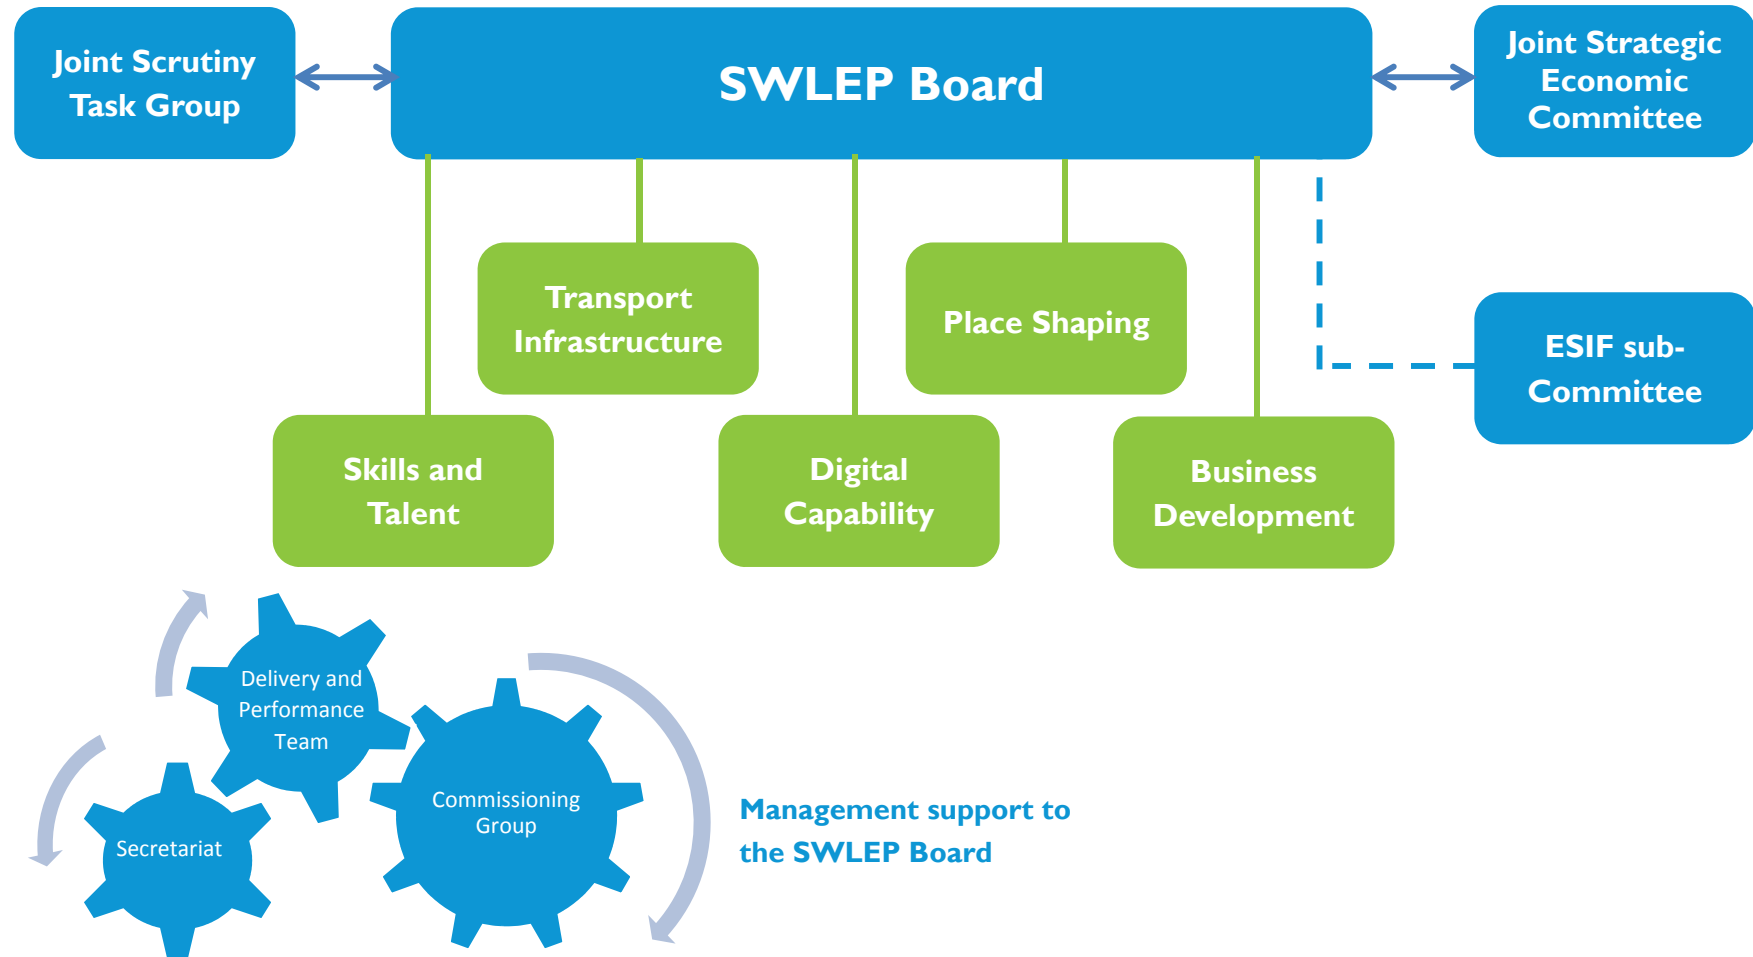 Joint Scrutiny
Task Group
SWLEP Board
Joint Strategic
Economic
Committee
Transport
Infrastructure
Place Shaping
ESIF sub-
Committee
Skills and
Talent
Digital
Capability
Business
Development
Delivery and
Performance
Team
Commissioning
Group
Secretariat
Management support to
the SWLEP Board